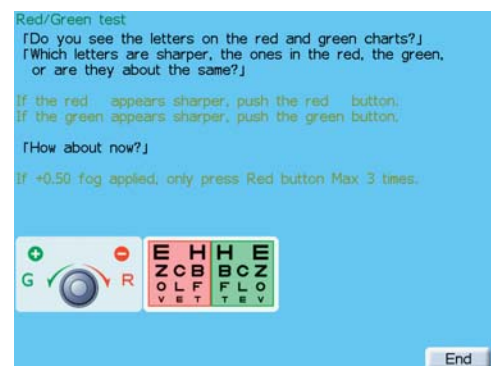 Red/Green test
「Do you see the letters on the red and green charts?」
「Which letters are sharper, the ones in the red, the green,
or are they about the same?」
If the red appears sharper, push the red button.
If the green appears sharper, push the green button.
「How about now?」
If +0.50 fog applied, only press Red button Max 3 times.
+ −
G R
E H H E
Z C B B C Z
O L F F L O
V E T T E V
End